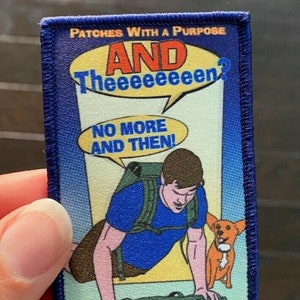 PATCHES WITH A PURPOSE
AND
Theeeeeeeen?
NO MORE
AND THEN!